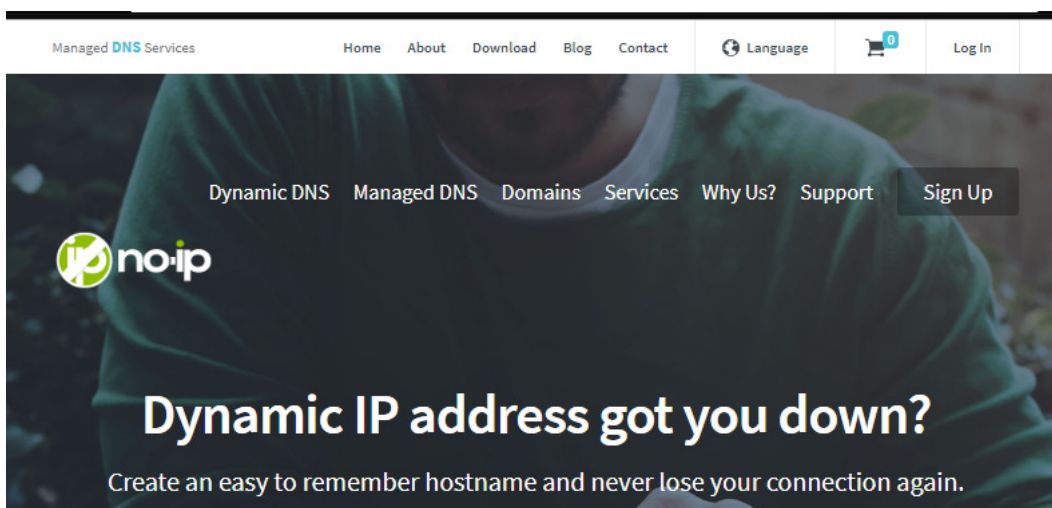 Managed DNS Services Home About Download Blog Contact Language 0 Log In
Dynamic DNS Managed DNS Domains Services Why Us? Support Sign Up
ip no·ip
Dynamic IP address got you down?
Create an easy to remember hostname and never lose your connection again.